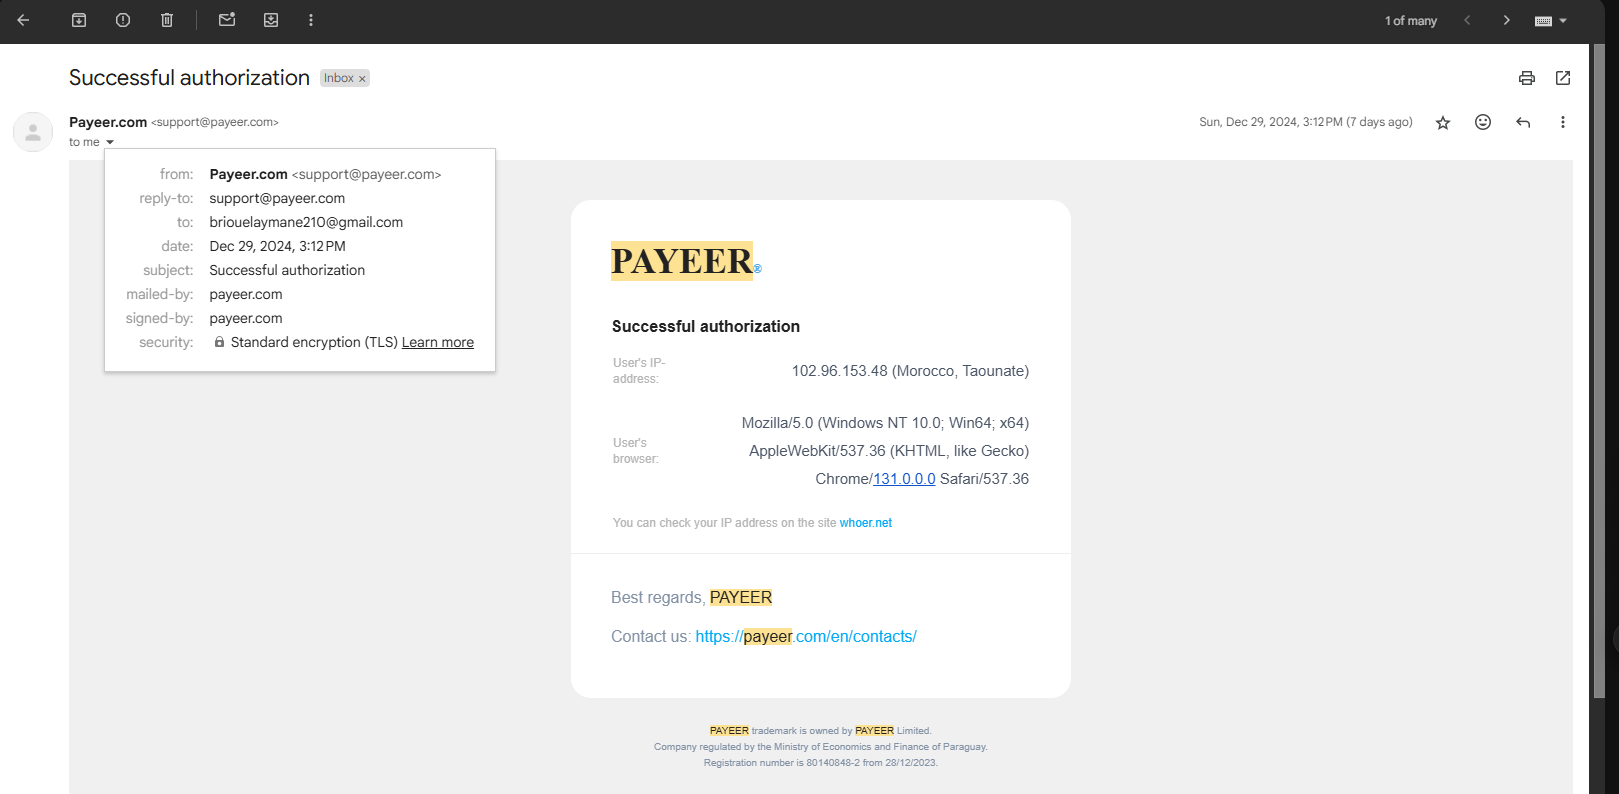 1 of many
Successful authorization Inbox ×
Payeer.com <support@payeer.com>
Sun, Dec 29, 2024, 3:12 PM (7 days ago)
to me
from: Payeer.com <support@payeer.com>
reply-to: support@payeer.com
to: briouelaymane210@gmail.com
date: Dec 29, 2024, 3:12 PM
subject: Successful authorization
mailed-by: payeer.com
signed-by: payeer.com
security: Standard encryption (TLS) Learn more
PAYEER®
Successful authorization
User's IP-
address:
102.96.153.48 (Morocco, Taounate)
User's
browser:
Mozilla/5.0 (Windows NT 10.0; Win64; x64)
AppleWebKit/537.36 (KHTML, like Gecko)
Chrome/131.0.0.0 Safari/537.36
You can check your IP address on the site whoer.net
Best regards, PAYEER
Contact us: https://payeer.com/en/contacts/
PAYEER trademark is owned by PAYEER Limited.
Company regulated by the Ministry of Economics and Finance of Paraguay.
Registration number is 80140848-2 from 28/12/2023.